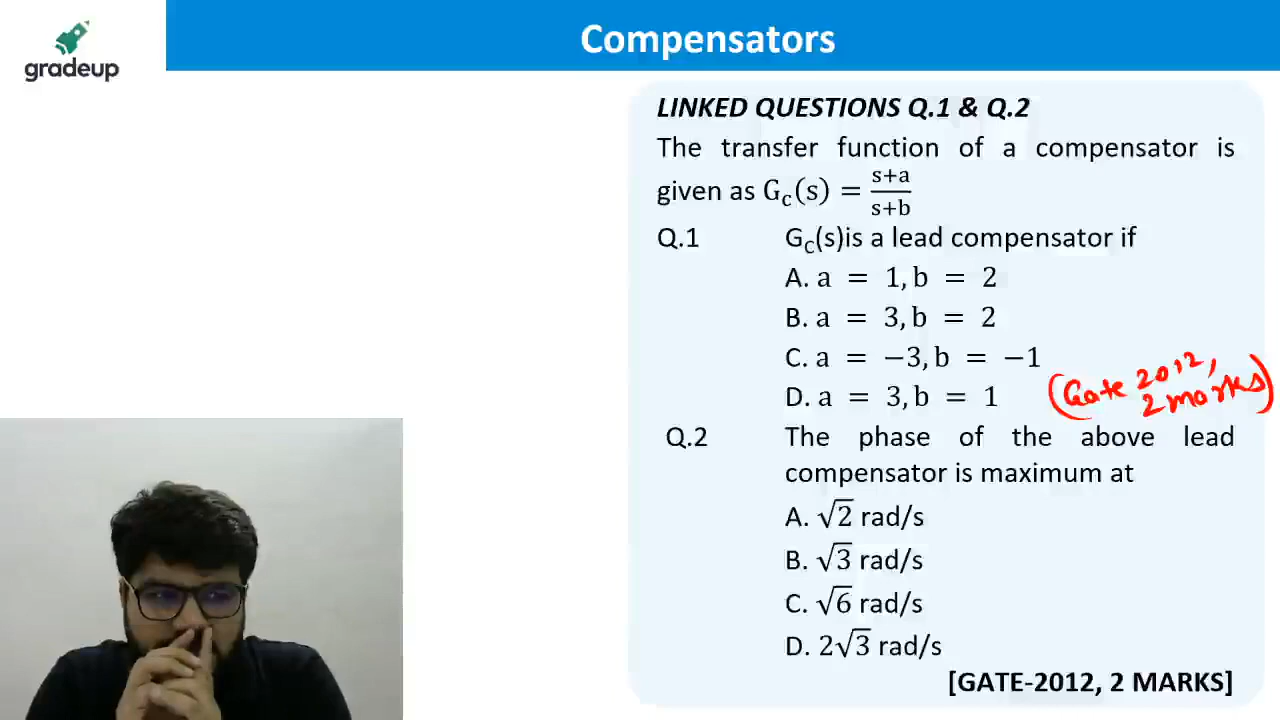 gradeup
Compensators
LINKED QUESTIONS Q.1 & Q.2
The transfer function of a compensator is
given as G_c(s) = (s+a)/(s+b)
Q.1 G_C(s)is a lead compensator if
A. a = 1, b = 2
B. a = 3, b = 2
C. a = −3, b = −1
D. a = 3, b = 1
(Gate 2012,
2 marks)
Q.2 The phase of the above lead
compensator is maximum at
A. √2 rad/s
B. √3 rad/s
C. √6 rad/s
D. 2√3 rad/s
[GATE-2012, 2 MARKS]